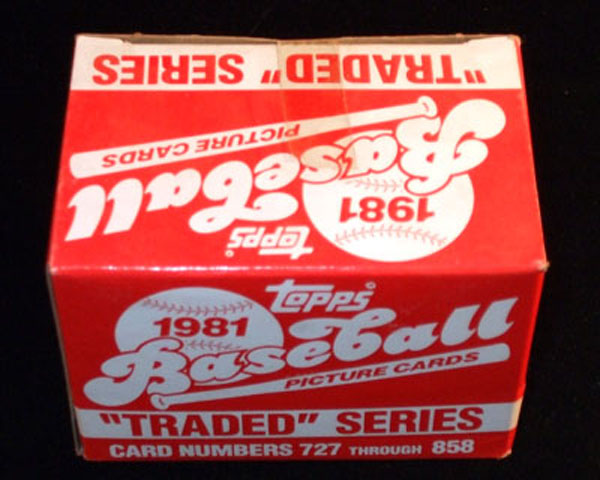 "TRADED" SERIES
PICTURE CARDS
Baseball
1981
Topps
Topps
1981
Baseball
PICTURE CARDS
"TRADED" SERIES
CARD NUMBERS 727 THROUGH 858